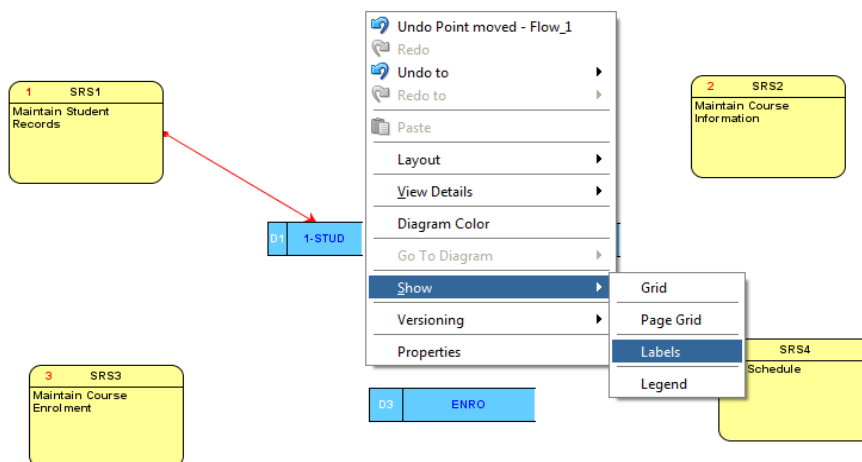 1 SRS1
Maintain Student
Records
D1 1-STUD
3 SRS3
Maintain Course
Enrolment
Undo Point moved - Flow_1
Redo
Undo to
Redo to
Paste
Layout
View Details
Diagram Color
Go To Diagram
Show
Versioning
Properties
Grid
Page Grid
Labels
Legend
2 SRS2
Maintain Course
Information
SRS4
Schedule
D3 ENRO